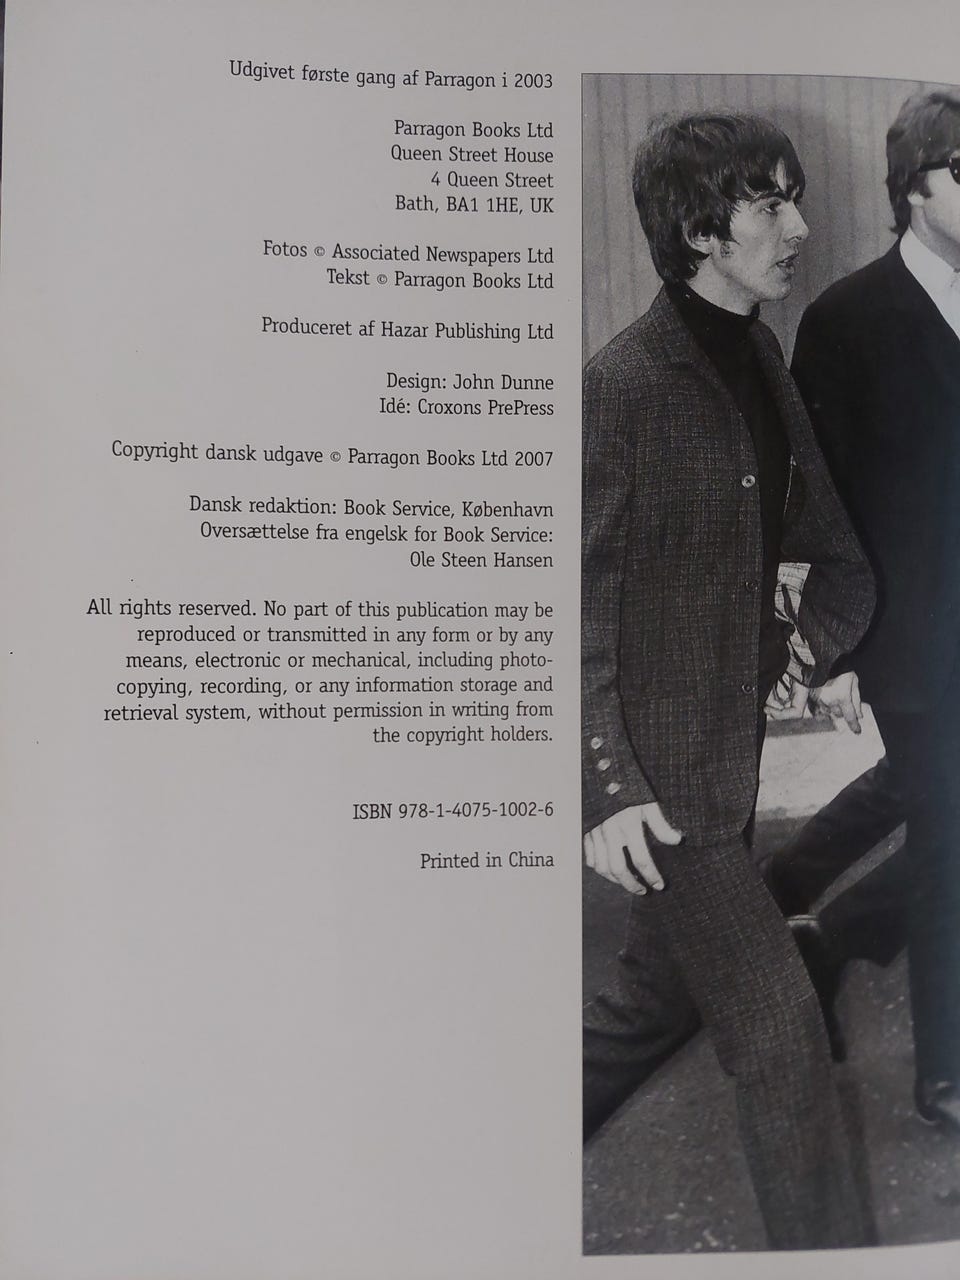 Udgivet første gang af Parragon i 2003
Parragon Books Ltd
Queen Street House
4 Queen Street
Bath, BA1 1HE, UK
Fotos © Associated Newspapers Ltd
Tekst © Parragon Books Ltd
Produceret af Hazar Publishing Ltd
Design: John Dunne
Idé: Croxons PrePress
Copyright dansk udgave © Parragon Books Ltd 2007
Dansk redaktion: Book Service, København
Oversættelse fra engelsk for Book Service:
Ole Steen Hansen
All rights reserved. No part of this publication may be
reproduced or transmitted in any form or by any
means, electronic or mechanical, including photo-
copying, recording, or any information storage and
retrieval system, without permission in writing from
the copyright holders.
ISBN 978-1-4075-1002-6
Printed in China